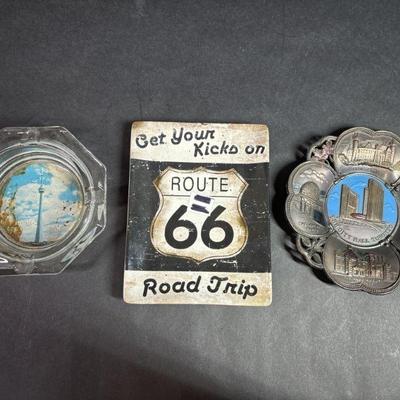 Get Your
Kicks on
ROUTE
66
Road Trip